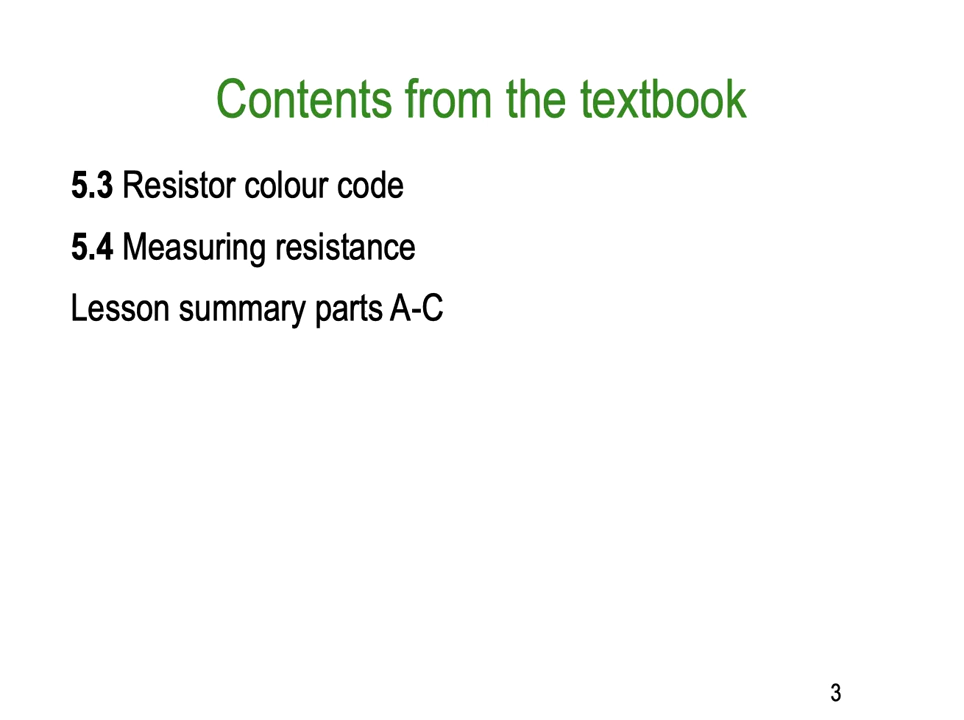 Contents from the textbook
5.3 Resistor colour code
5.4 Measuring resistance
Lesson summary parts A-C
3